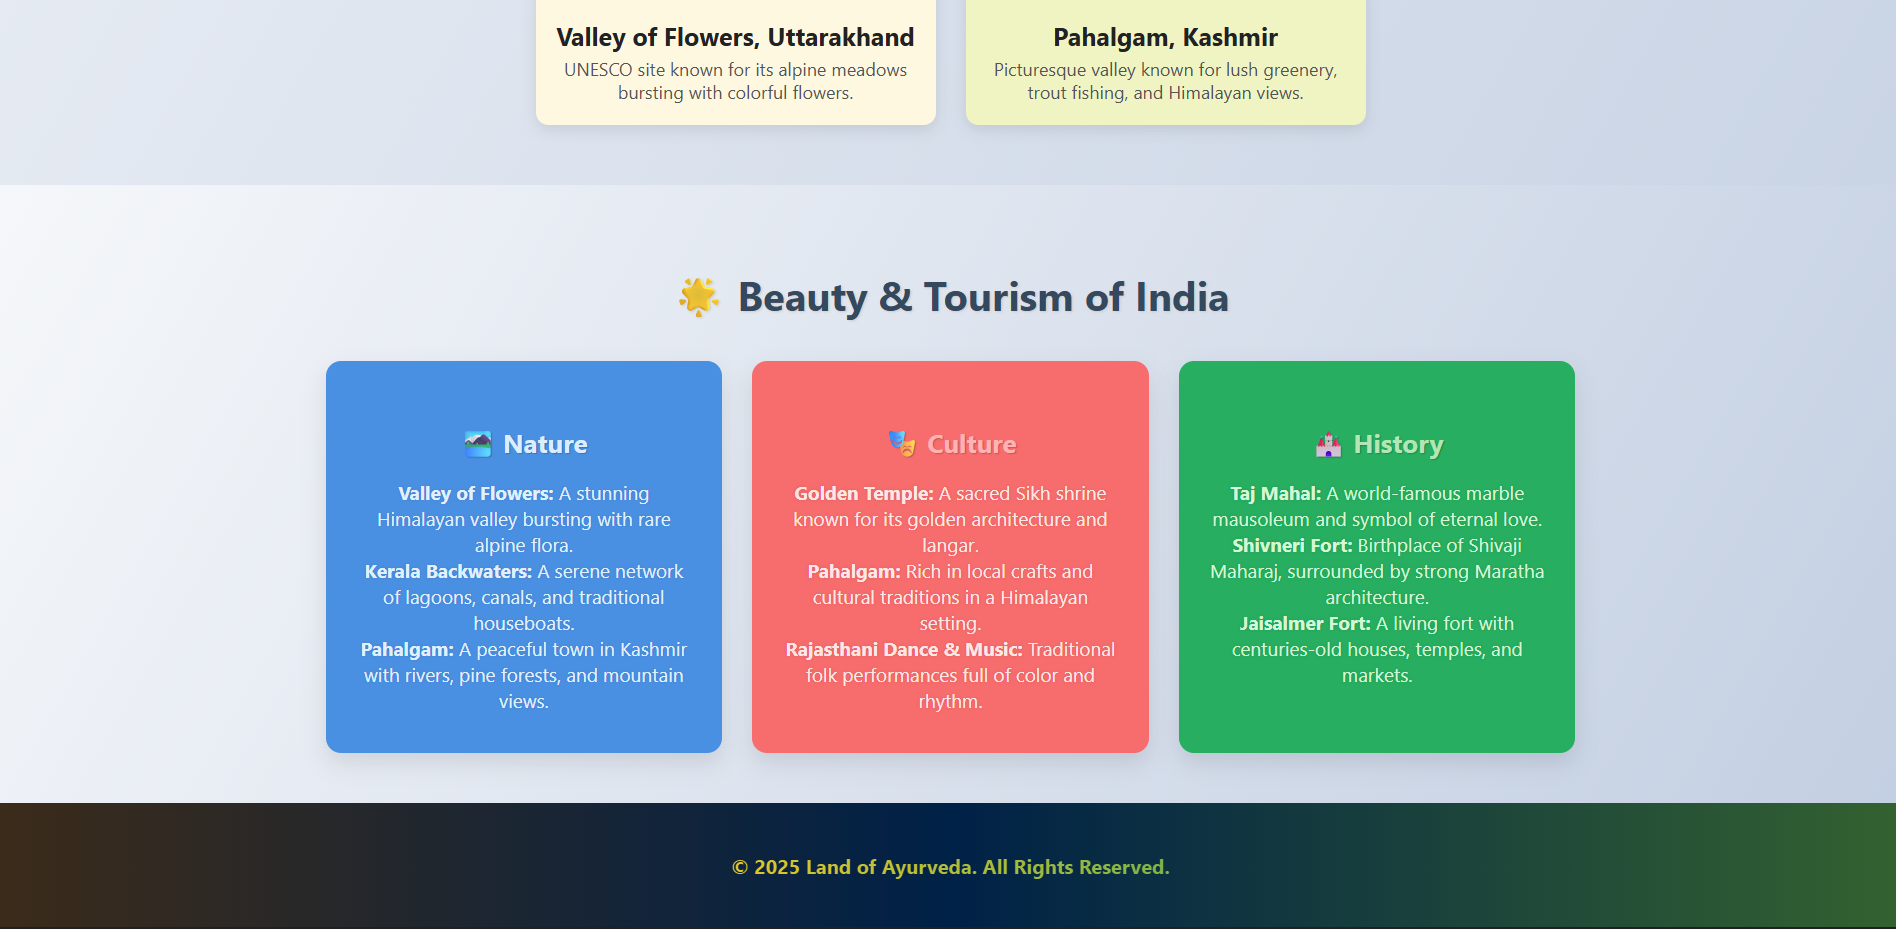 Valley of Flowers, Uttarakhand
UNESCO site known for its alpine meadows
bursting with colorful flowers.
Pahalgam, Kashmir
Picturesque valley known for lush greenery,
trout fishing, and Himalayan views.
Beauty & Tourism of India
Nature
Valley of Flowers: A stunning
Himalayan valley bursting with rare
alpine flora.
Kerala Backwaters: A serene network
of lagoons, canals, and traditional
houseboats.
Pahalgam: A peaceful town in Kashmir
with rivers, pine forests, and mountain
views.
Culture
Golden Temple: A sacred Sikh shrine
known for its golden architecture and
langar.
Pahalgam: Rich in local crafts and
cultural traditions in a Himalayan
setting.
Rajasthani Dance & Music: Traditional
folk performances full of color and
rhythm.
History
Taj Mahal: A world-famous marble
mausoleum and symbol of eternal love.
Shivneri Fort: Birthplace of Shivaji
Maharaj, surrounded by strong Maratha
architecture.
Jaisalmer Fort: A living fort with
centuries-old houses, temples, and
markets.
© 2025 Land of Ayurveda. All Rights Reserved.